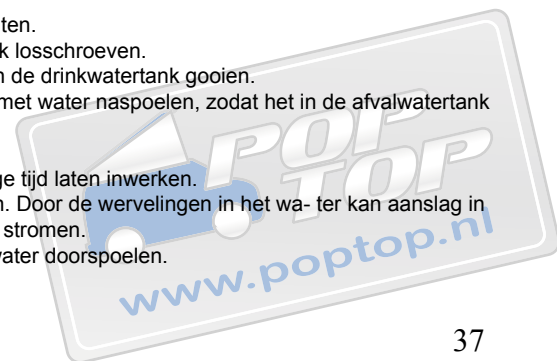 ten.
k losschroeven.
n de drinkwatertank gooien.
met water naspoelen, zodat het in de afvalwatertank
ge tijd laten inwerken.
n. Door de wervelingen in het wa- ter kan aanslag in
stromen.
vater doorspoelen.
POP
TOP
www.poptop.nl
37